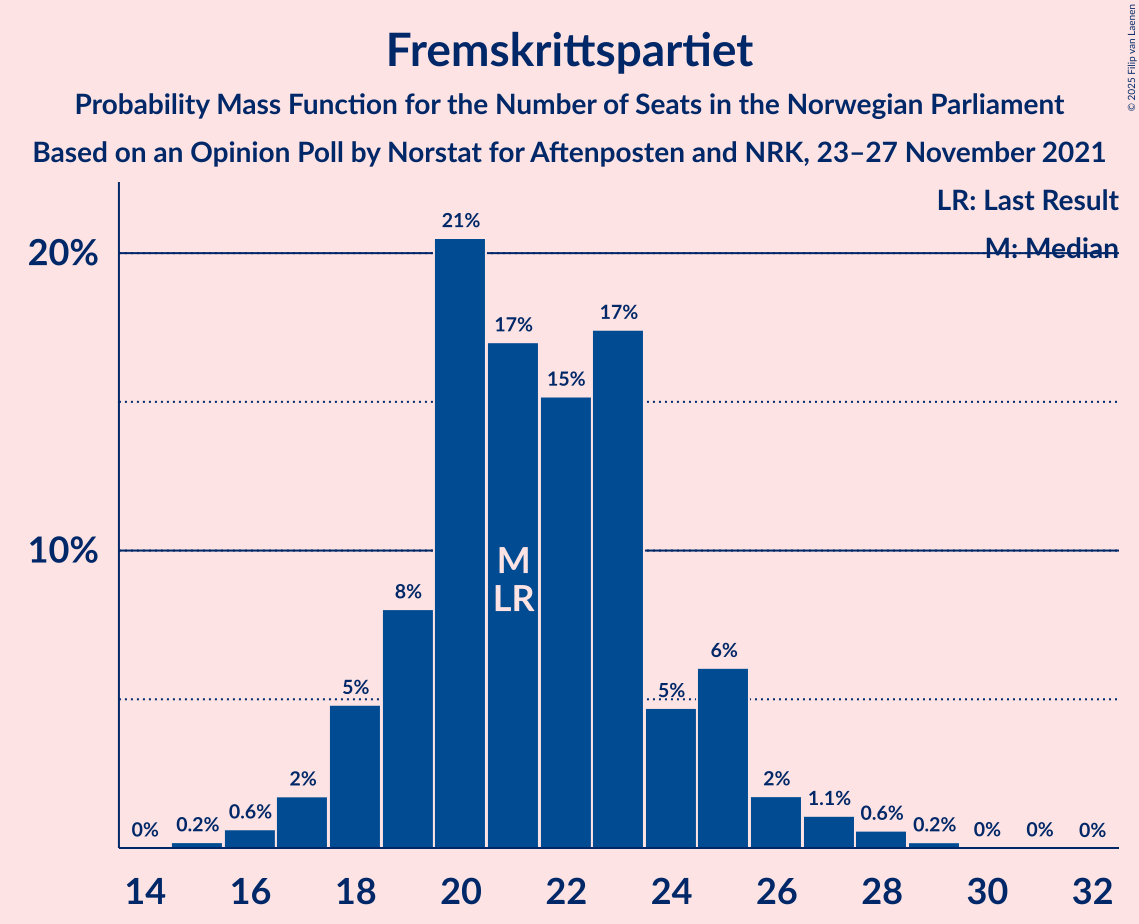 Fremskrittspartiet
Probability Mass Function for the Number of Seats in the Norwegian Parliament
Based on an Opinion Poll by Norstat for Aftenposten and NRK, 23–27 November 2021
© 2025 Filip van Laenen
LR: Last Result
M: Median
20%
10%
0%
0.2%
0.6%
2%
5%
8%
21%
17%
15%
17%
5%
6%
2%
1.1%
0.6%
0.2%
0%
0%
0%
M
LR
14 16 18 20 22 24 26 28 30 32